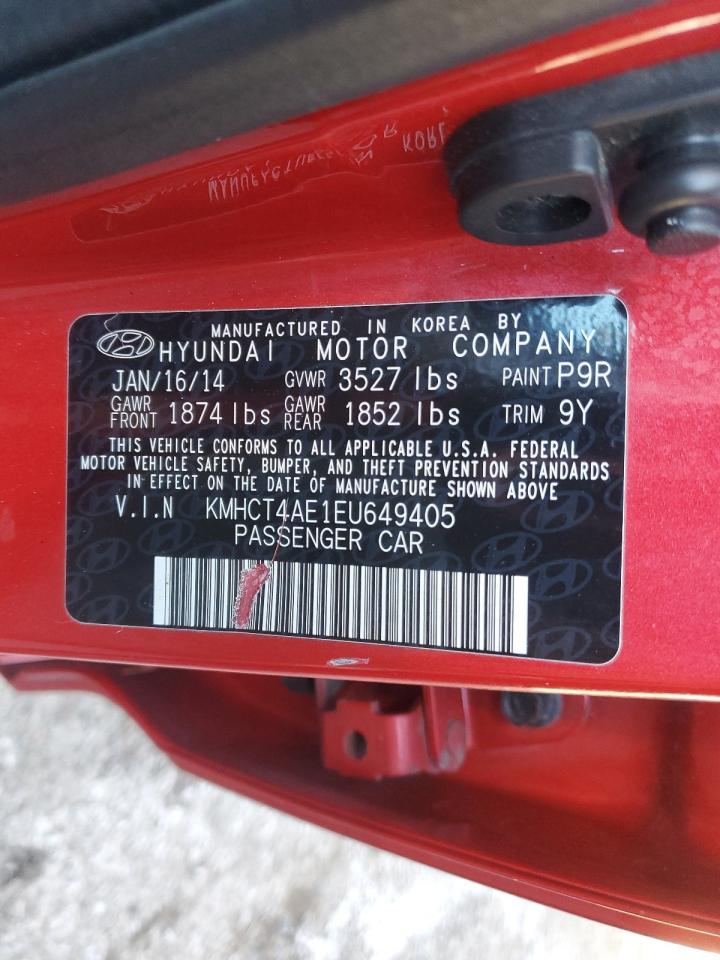 MANUFACTURED IN KOREA BY
HYUNDAI MOTOR COMPANY
JAN/16/14 GVWR 3527 lbs PAINT P9R
GAWR FRONT 1874 lbs GAWR REAR 1852 lbs TRIM 9Y
THIS VEHICLE CONFORMS TO ALL APPLICABLE U.S.A. FEDERAL
MOTOR VEHICLE SAFETY, BUMPER, AND THEFT PREVENTION STANDARDS
IN EFFECT ON THE DATE OF MANUFACTURE SHOWN ABOVE
V.I.N KMHCT4AE1EU649405
PASSENGER CAR